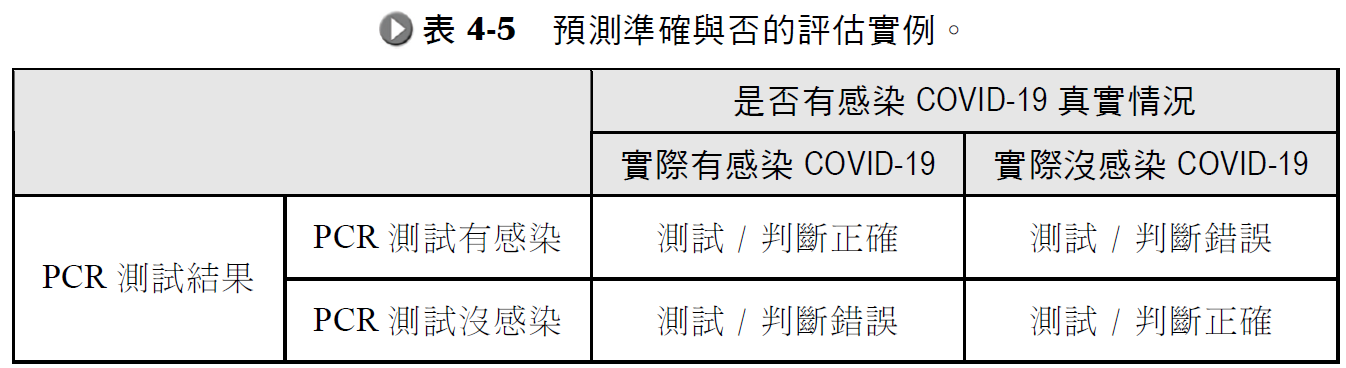 表 4-5 預測準確與否的評估實例。
是否有感染 COVID-19 真實情況
實際有感染 COVID-19 實際沒感染 COVID-19
PCR 測試結果
PCR 測試有感染 測試 / 判斷正確 測試 / 判斷錯誤
PCR 測試沒感染 測試 / 判斷錯誤 測試 / 判斷正確